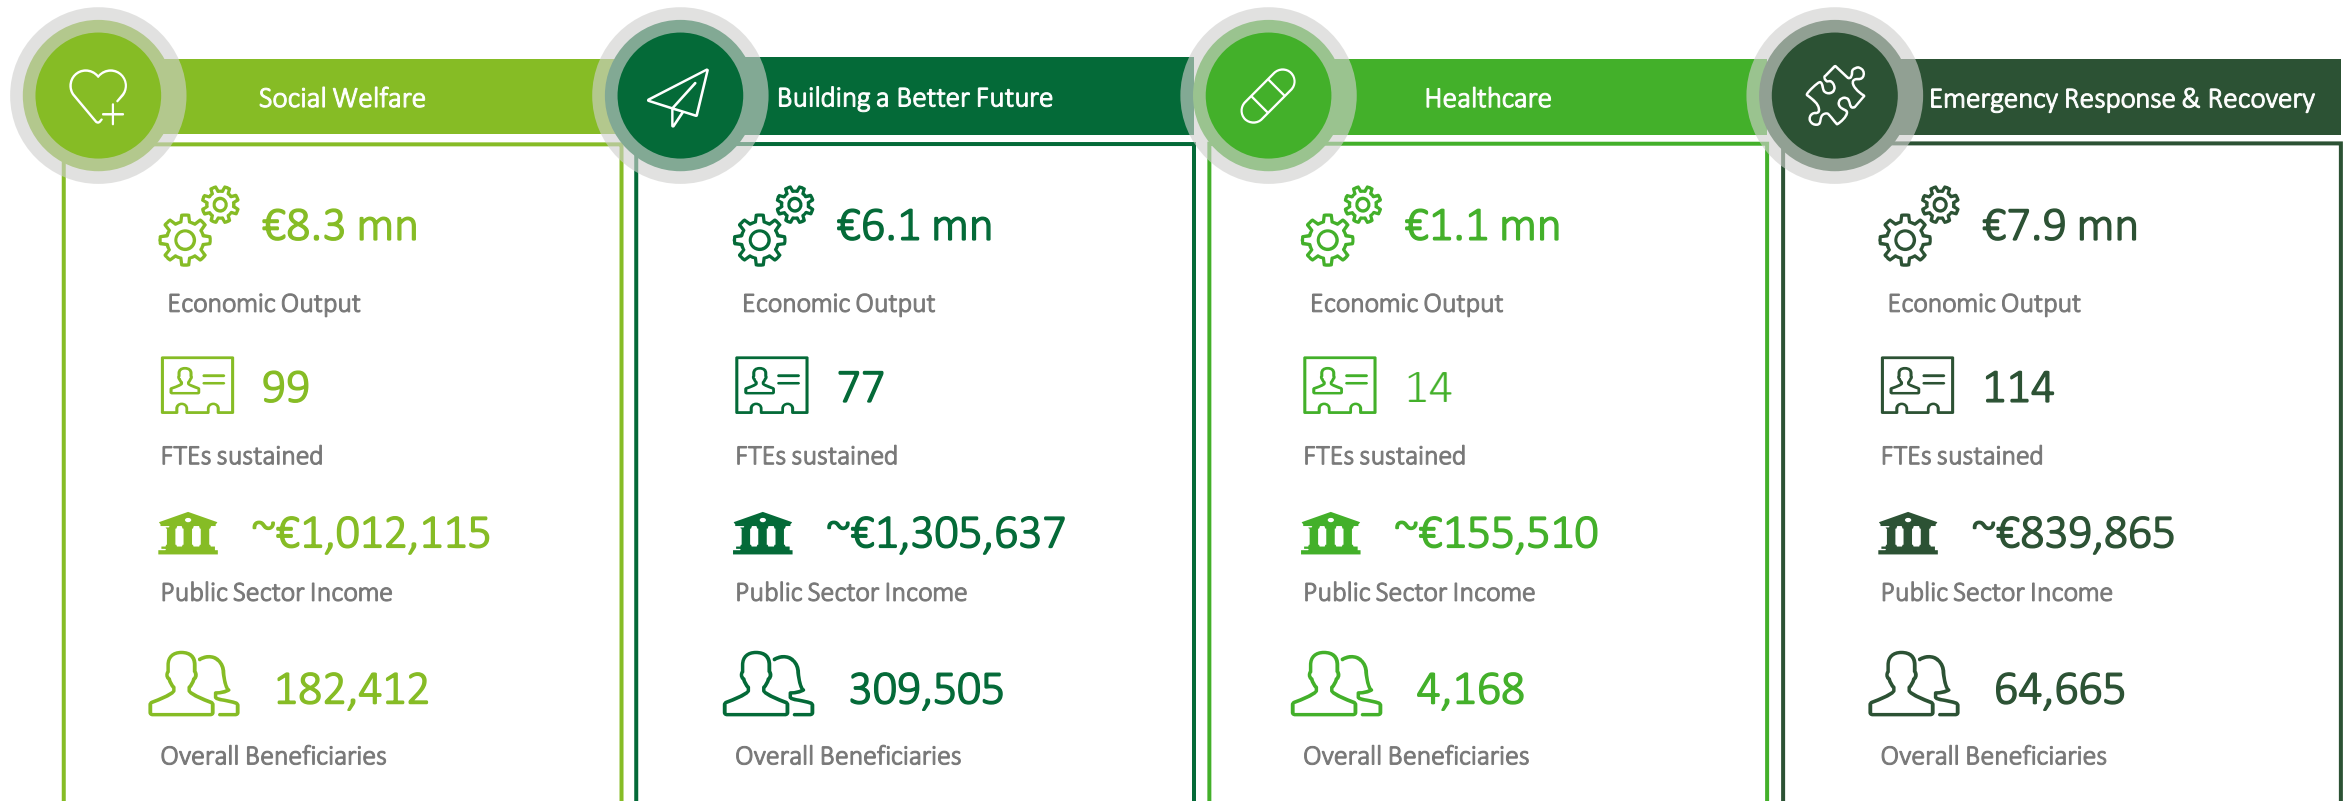 Social Welfare
€8.3 mn
Economic Output
99
FTEs sustained
~€1,012,115
Public Sector Income
182,412
Overall Beneficiaries
Building a Better Future
€6.1 mn
Economic Output
77
FTEs sustained
~€1,305,637
Public Sector Income
309,505
Overall Beneficiaries
Healthcare
€1.1 mn
Economic Output
14
FTEs sustained
~€155,510
Public Sector Income
4,168
Overall Beneficiaries
Emergency Response & Recovery
€7.9 mn
Economic Output
114
FTEs sustained
~€839,865
Public Sector Income
64,665
Overall Beneficiaries